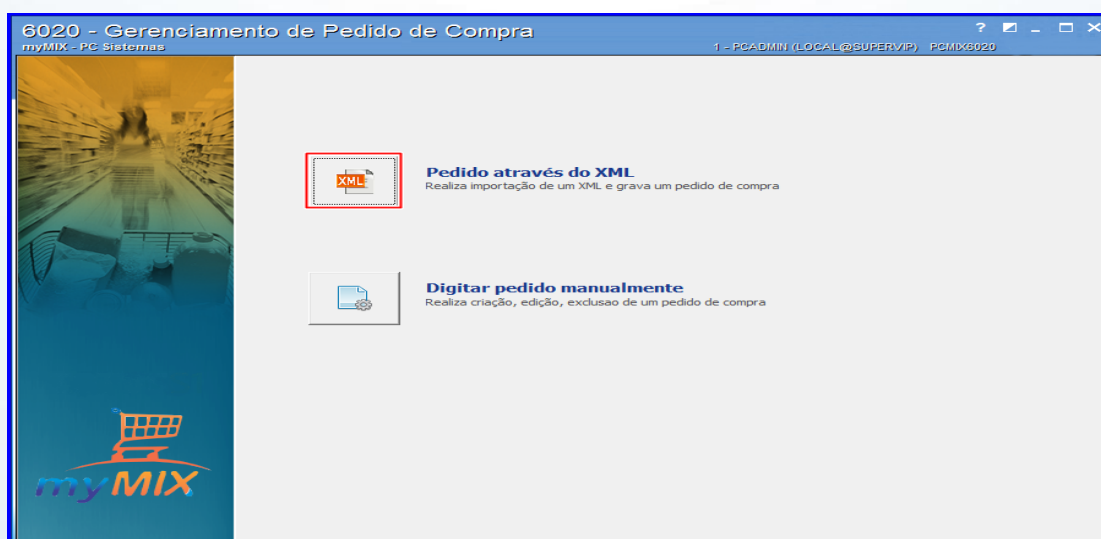 6020 - Gerenciamento de Pedido de Compra
myMIX - PC Sistemas
1 - PCADMIN (LOCAL@SUPERVIP) PCMIX6020
XML
Pedido através do XML
Realiza importação de um XML e grava um pedido de compra
Digitar pedido manualmente
Realiza criação, edição, exclusao de um pedido de compra
myMIX